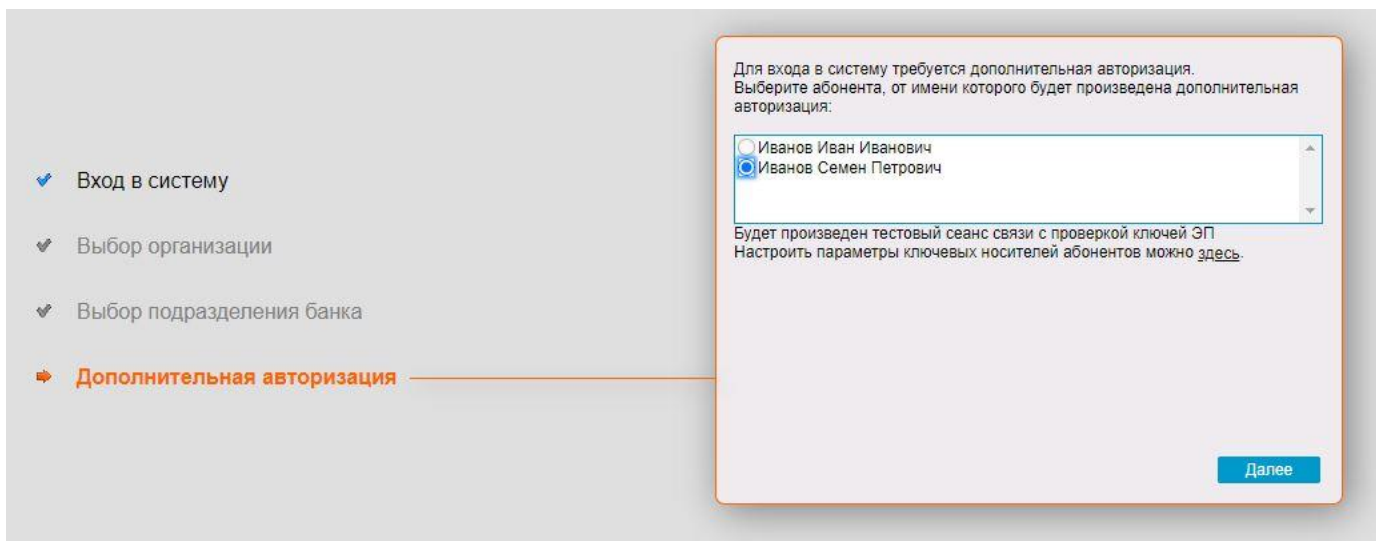 Вход в систему
Выбор организации
Выбор подразделения банка
Дополнительная авторизация
Для входа в систему требуется дополнительная авторизация.
Выберите абонента, от имени которого будет произведена дополнительная
авторизация:
Иванов Иван Иванович
Иванов Семен Петрович
Будет произведен тестовый сеанс связи с проверкой ключей ЭП
Настроить параметры ключевых носителей абонентов можно здесь.
Далее